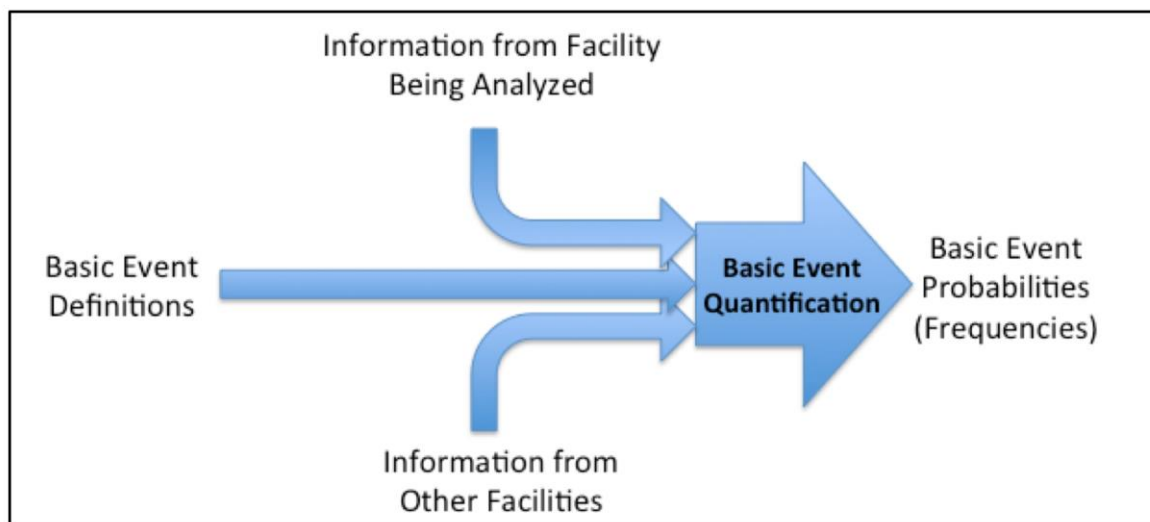 Information from Facility
Being Analyzed
Basic Event
Definitions
Basic Event
Quantification
Basic Event
Probabilities
(Frequencies)
Information from
Other Facilities